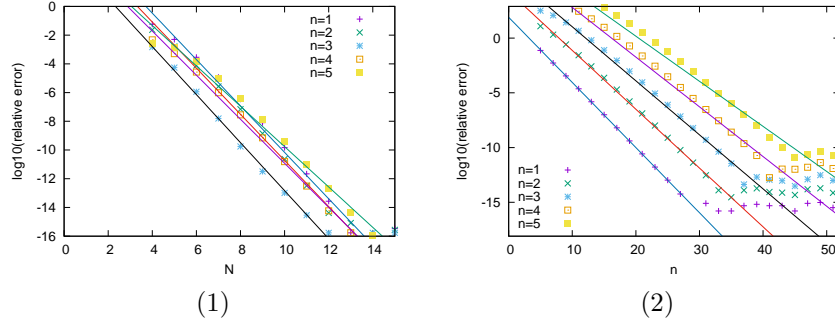 log10(relative error)
0
-2
-4
-6
-8
-10
-12
-14
-16
0 2 4 6 8 10 12 14
N
n=1
n=2
n=3
n=4
n=5
(1)
log10(relative error)
0
-5
-10
-15
0 10 20 30 40 50
n
n=1
n=2
n=3
n=4
n=5
(2)